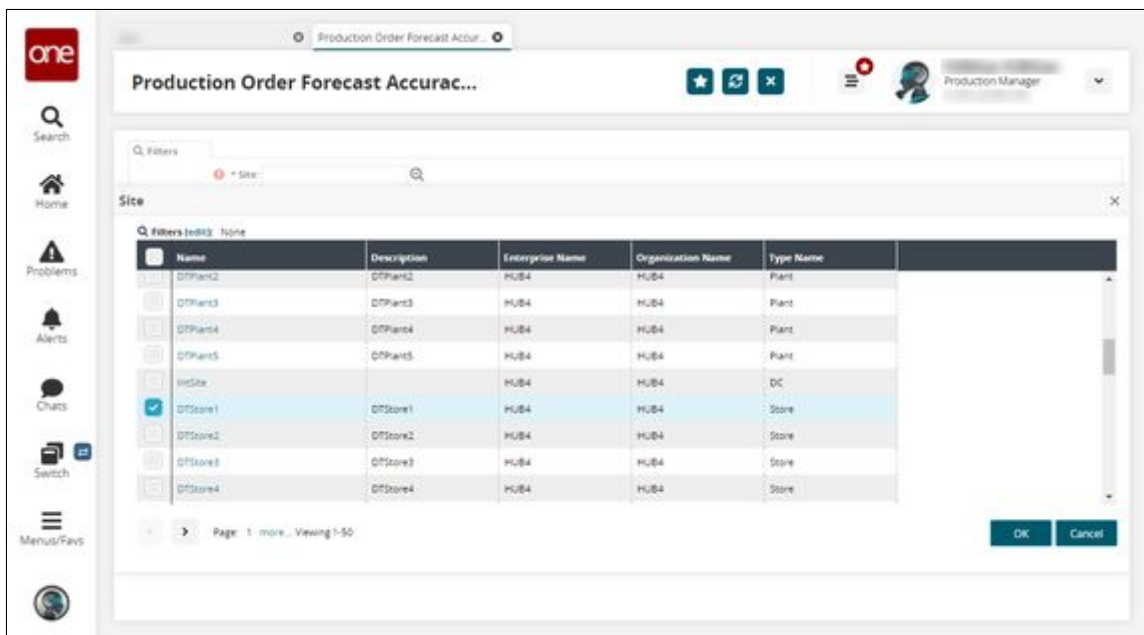 one
Production Order Forecast Accur...
Production Order Forecast Accurac...
Production Manager
Search
Home
Problems
Alerts
Chats
Switch
Menus/Favs
Filters
* Site:
Site
Filters (edit): None
Name Description Enterprise Name Organization Name Type Name
DTPlant2 DTPlant2 HUB4 HUB4 Plant
DTPlant3 DTPlant3 HUB4 HUB4 Plant
DTPlant4 DTPlant4 HUB4 HUB4 Plant
DTPlant5 DTPlant5 HUB4 HUB4 Plant
IntSite HUB4 HUB4 DC
DTStore1 DTStore1 HUB4 HUB4 Store
DTStore2 DTStore2 HUB4 HUB4 Store
DTStore3 DTStore3 HUB4 HUB4 Store
DTStore4 DTStore4 HUB4 HUB4 Store
Page: 1 more... Viewing 1-50
OK Cancel